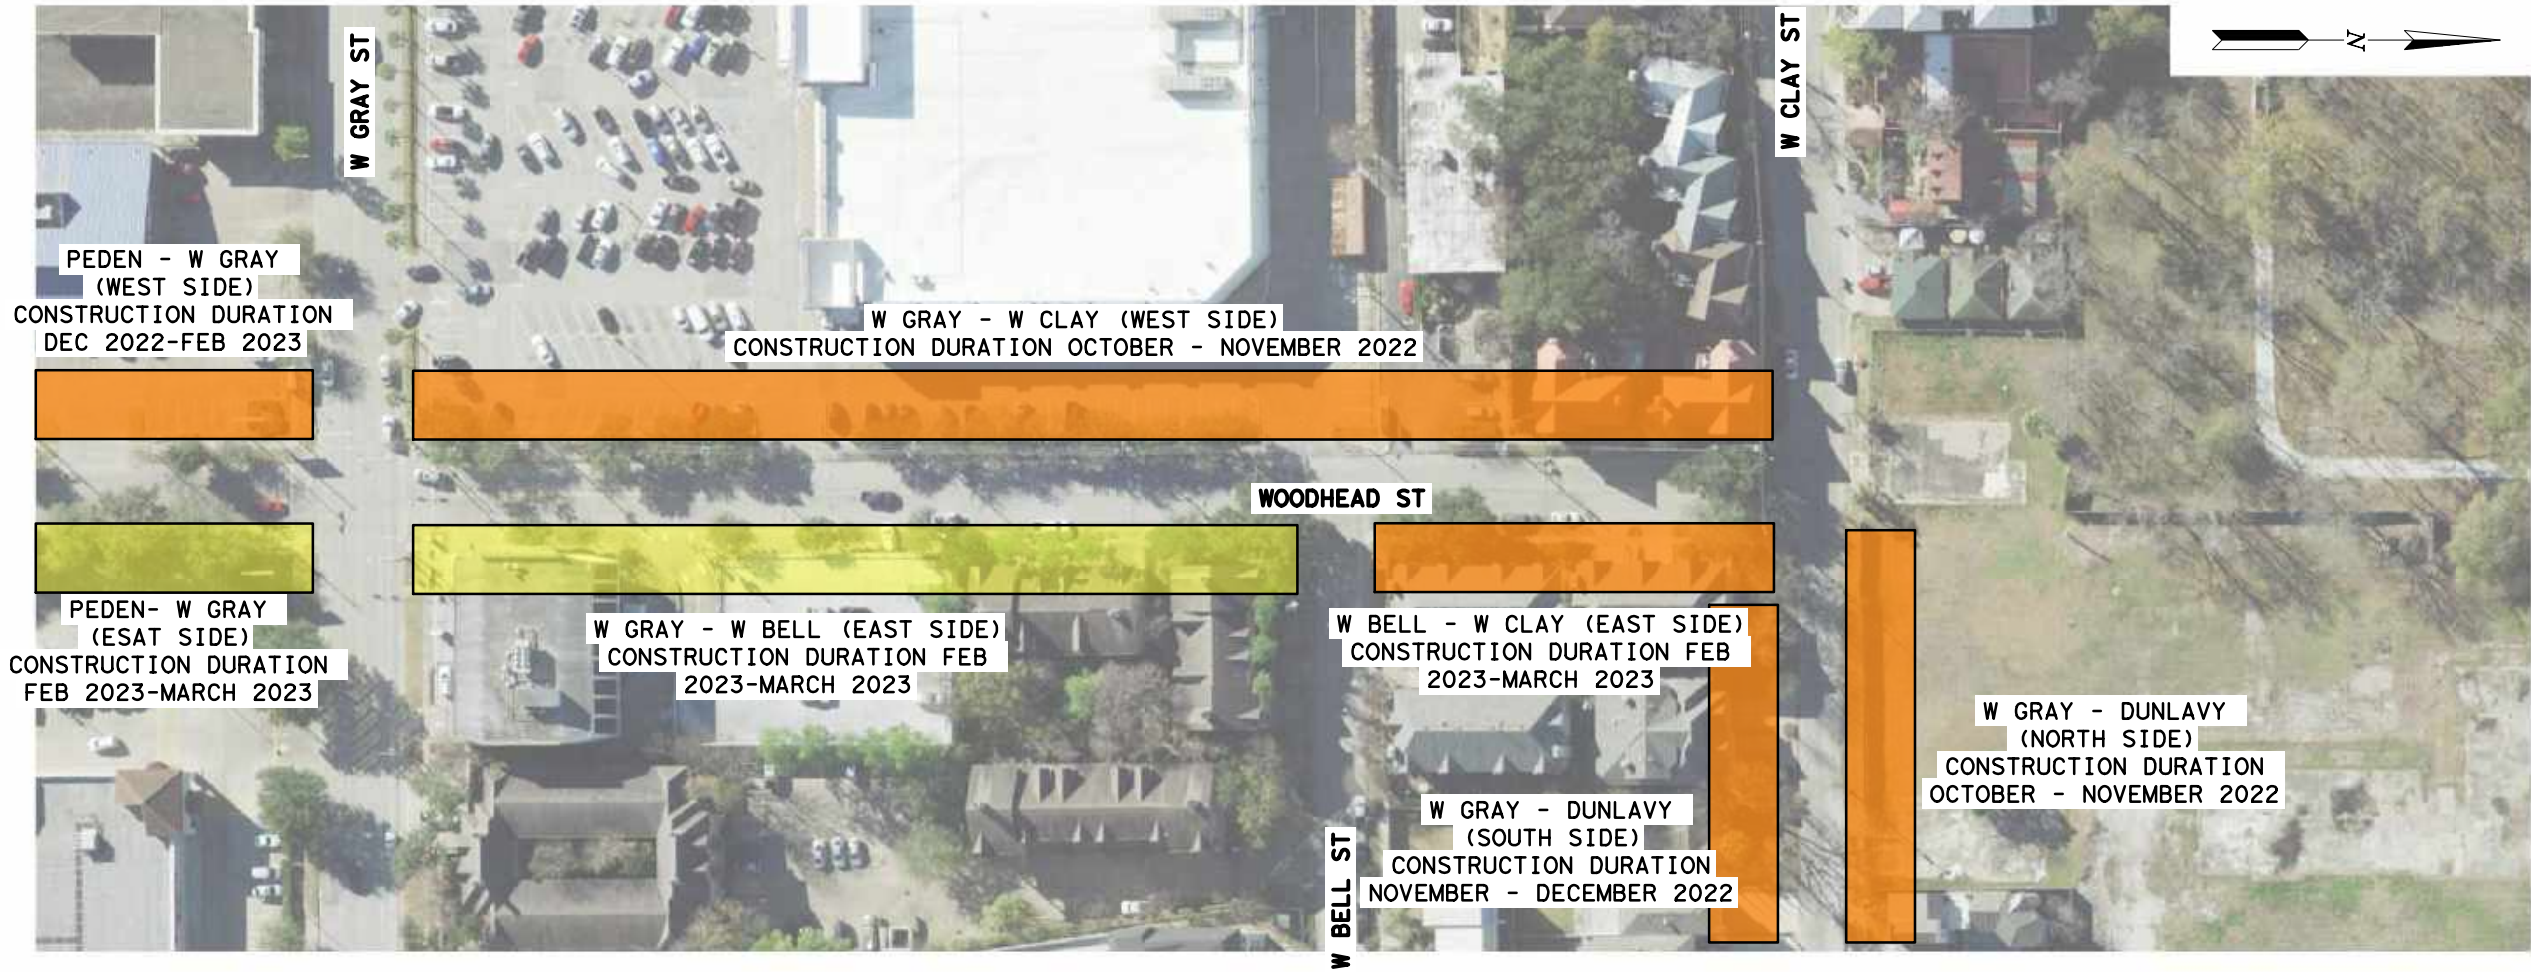 W GRAY ST
W CLAY ST
N
PEDEN - W GRAY
(WEST SIDE)
CONSTRUCTION DURATION
DEC 2022-FEB 2023
W GRAY - W CLAY (WEST SIDE)
CONSTRUCTION DURATION OCTOBER - NOVEMBER 2022
WOODHEAD ST
PEDEN- W GRAY
(ESAT SIDE)
CONSTRUCTION DURATION
FEB 2023-MARCH 2023
W GRAY - W BELL (EAST SIDE)
CONSTRUCTION DURATION FEB
2023-MARCH 2023
W BELL - W CLAY (EAST SIDE)
CONSTRUCTION DURATION FEB
2023-MARCH 2023
W GRAY - DUNLAVY
(NORTH SIDE)
CONSTRUCTION DURATION
OCTOBER - NOVEMBER 2022
W GRAY - DUNLAVY
(SOUTH SIDE)
CONSTRUCTION DURATION
NOVEMBER - DECEMBER 2022
W BELL ST